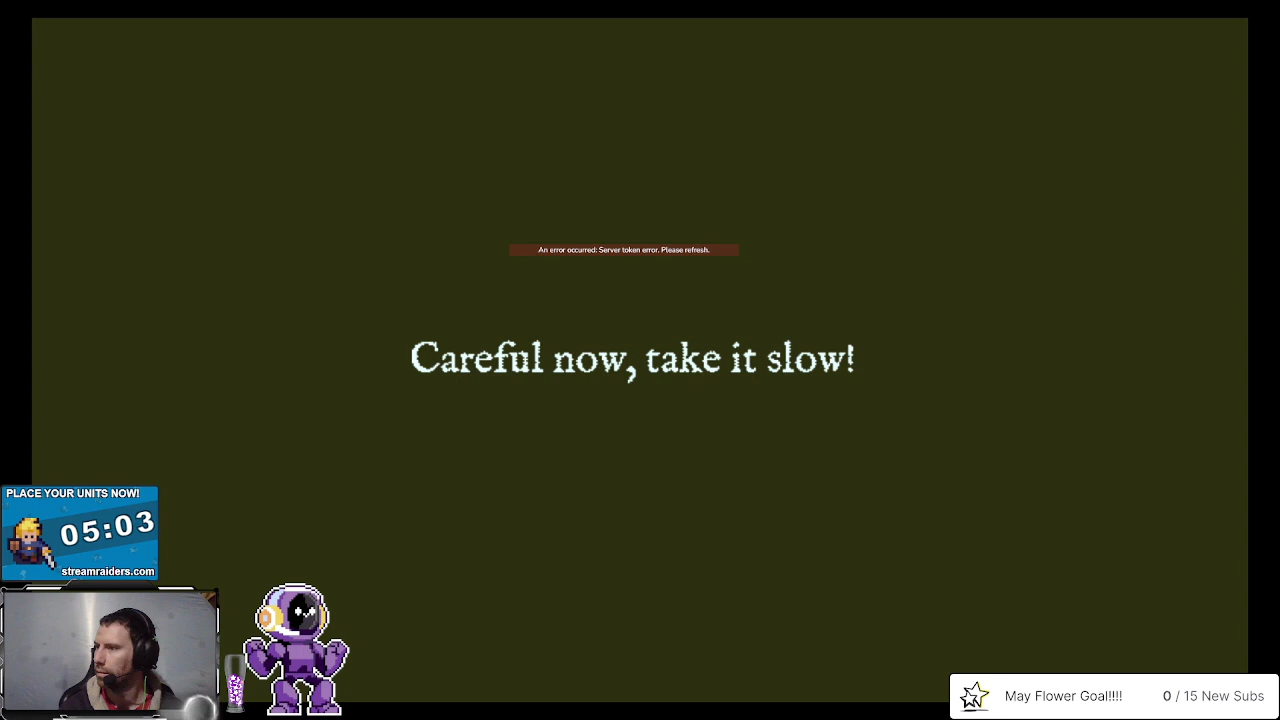 An error occurred: Server token error. Please refresh.
Careful now, take it slow!
PLACE YOUR UNITS NOW!
05:03
streamraiders.com
May Flower Goal!!!! 0 / 15 New Subs